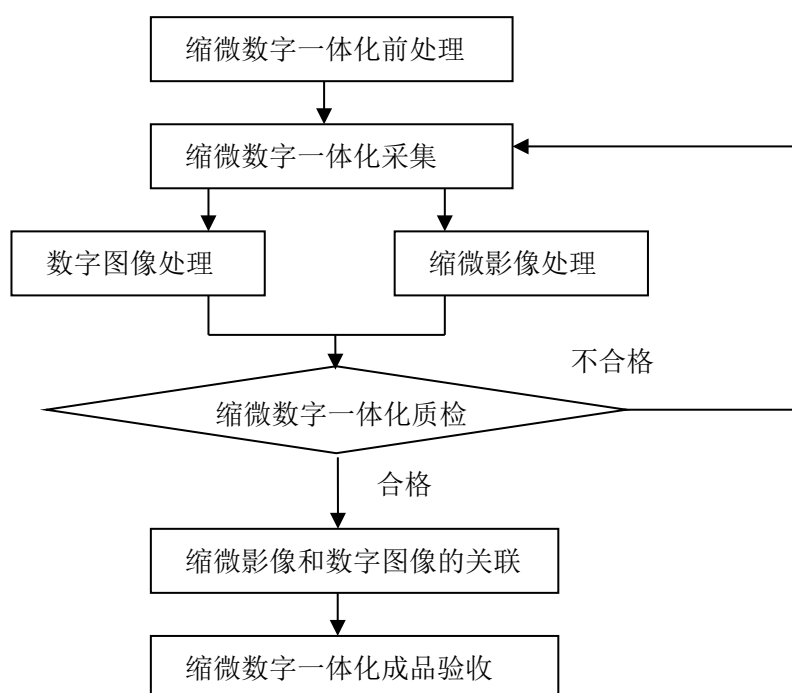 缩微数字一体化前处理
缩微数字一体化采集
数字图像处理
缩微影像处理
不合格
缩微数字一体化质检
合格
缩微影像和数字图像的关联
缩微数字一体化成品验收